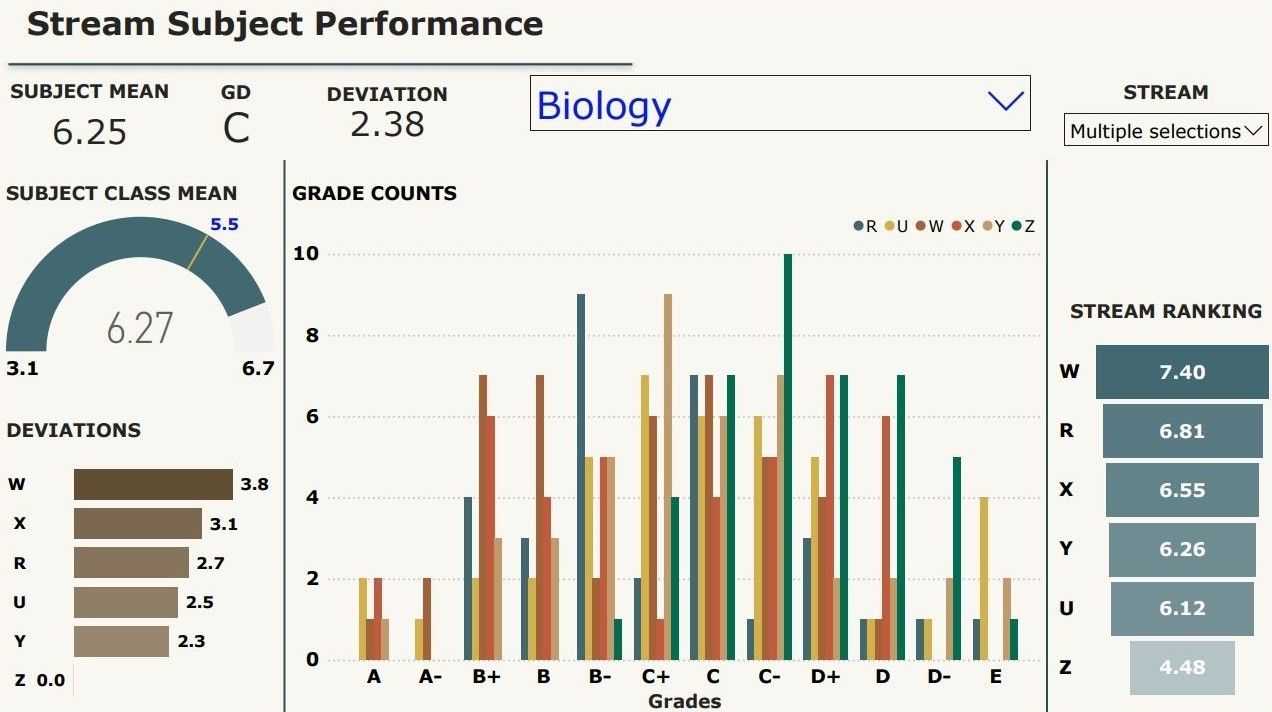 Stream Subject Performance
SUBJECT MEAN
6.25
GD
C
DEVIATION
2.38
Biology
STREAM
Multiple selections
SUBJECT CLASS MEAN
5.5
6.27
3.1
6.7
DEVIATIONS
W 3.8
X 3.1
R 2.7
U 2.5
Y 2.3
Z 0.0
GRADE COUNTS
R U W X Y Z
10
8
6
4
2
0
A A- B+ B B- C+ C C- D+ D D- E
Grades
STREAM RANKING
W 7.40
R 6.81
X 6.55
Y 6.26
U 6.12
Z 4.48